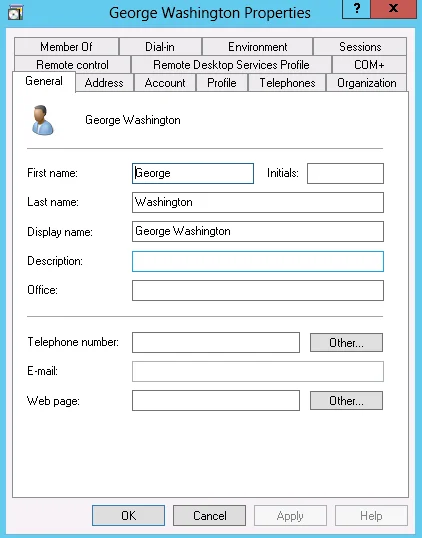 George Washington Properties ? x
Member Of Dial-in Environment Sessions
Remote control Remote Desktop Services Profile COM+
General Address Account Profile Telephones Organization
George Washington
First name: George Initials:
Last name: Washington
Display name: George Washington
Description:
Office:
Telephone number: Other...
E-mail:
Web page: Other...
OK Cancel Apply Help